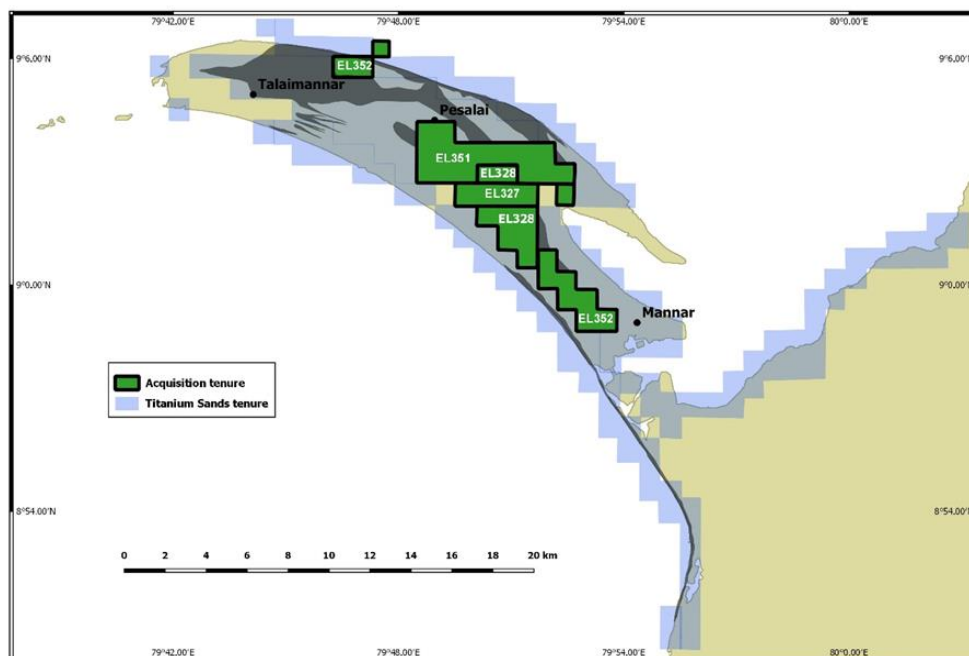 79°42.00'E 79°48.00'E 79°54.00'E 80°0.00'E
9°6.00'N 9°6.00'N
EL352
Talaimannar
Pesalai
EL351
EL328
EL327
EL328
9°0.00'N 9°0.00'N
EL352
Mannar
Acquisition tenure
Titanium Sands tenure
8°54.00'N 8°54.00'N
0 2 4 6 8 10 12 14 16 18 20 km
79°42.00'E 79°48.00'E 79°54.00'E 80°0.00'E